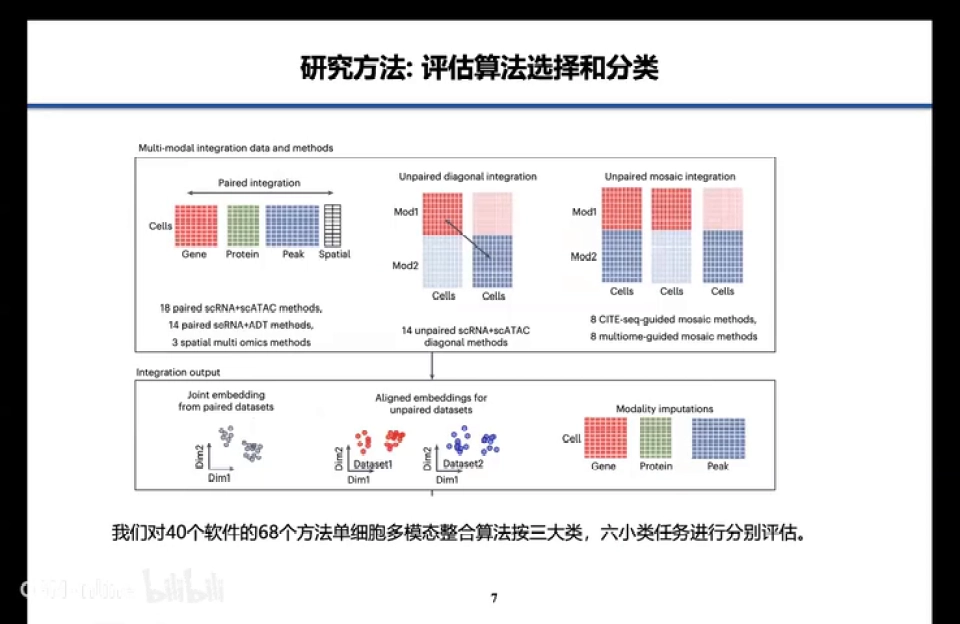 研究方法: 评估算法选择和分类
Multi-modal integration data and methods
Paired integration
Cells
Gene Protein Peak Spatial
18 paired scRNA+scATAC methods,
14 paired scRNA+ADT methods,
3 spatial multi omics methods
Unpaired diagonal integration
Mod1
Mod2
Cells Cells
14 unpaired scRNA+scATAC
diagonal methods
Unpaired mosaic integration
Mod1
Mod2
Cells Cells Cells
8 CITE-seq-guided mosaic methods,
8 multiome-guided mosaic methods
Integration output
Joint embedding
from paired datasets
Dim2
Dim1
Aligned embeddings for
unpaired datasets
Dim2
Dataset1
Dim1
Dim2
Dataset2
Dim1
Modality imputations
Cell
Gene Protein Peak
我们对40个软件的68个方法单细胞多模态整合算法按三大类，六小类任务进行分别评估。
bilibili
7